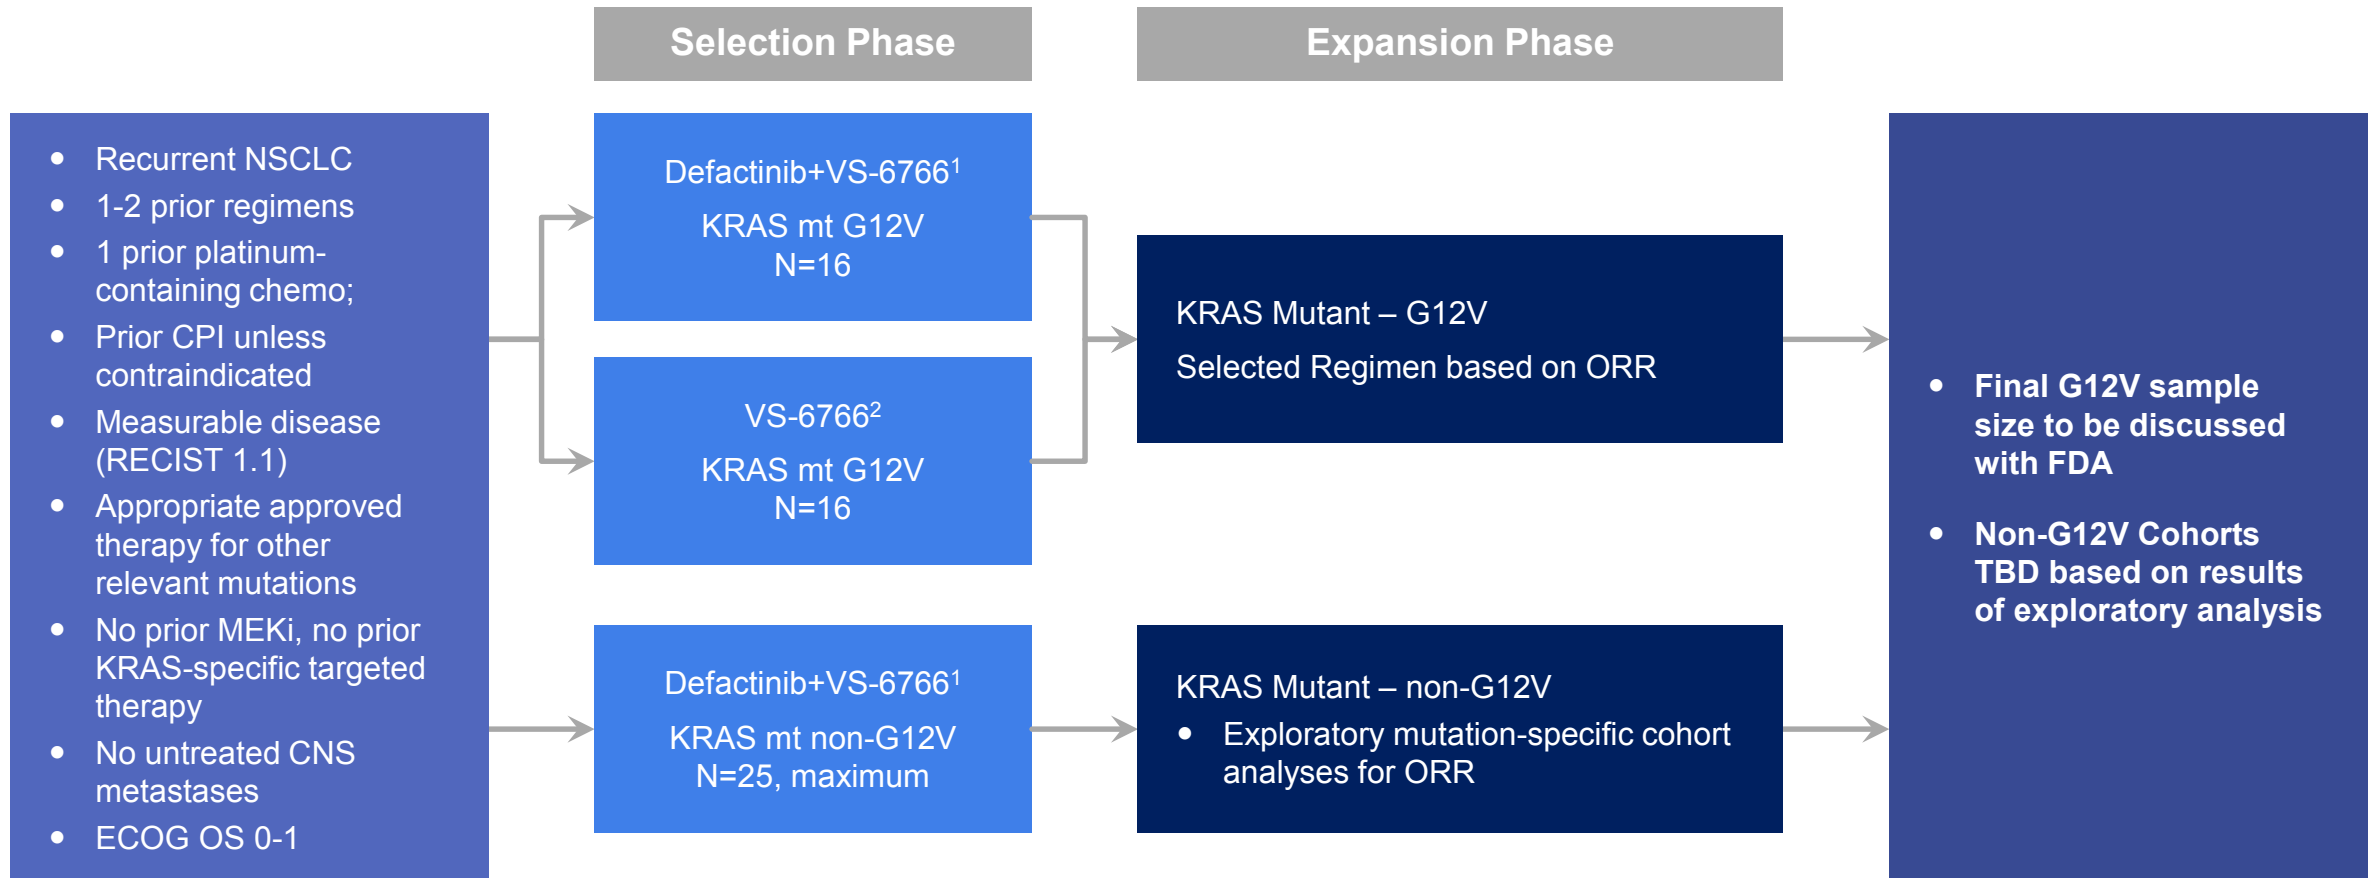 Selection Phase
Expansion Phase
• Recurrent NSCLC
• 1-2 prior regimens
• 1 prior platinum-
containing chemo;
• Prior CPI unless
contraindicated
• Measurable disease
(RECIST 1.1)
• Appropriate approved
therapy for other
relevant mutations
• No prior MEKi, no prior
KRAS-specific targeted
therapy
• No untreated CNS
metastases
• ECOG OS 0-1
Defactinib+VS-6766¹
KRAS mt G12V
N=16
VS-6766²
KRAS mt G12V
N=16
Defactinib+VS-6766¹
KRAS mt non-G12V
N=25, maximum
KRAS Mutant – G12V
Selected Regimen based on ORR
KRAS Mutant – non-G12V
• Exploratory mutation-specific cohort
analyses for ORR
• Final G12V sample
size to be discussed
with FDA
• Non-G12V Cohorts
TBD based on results
of exploratory analysis